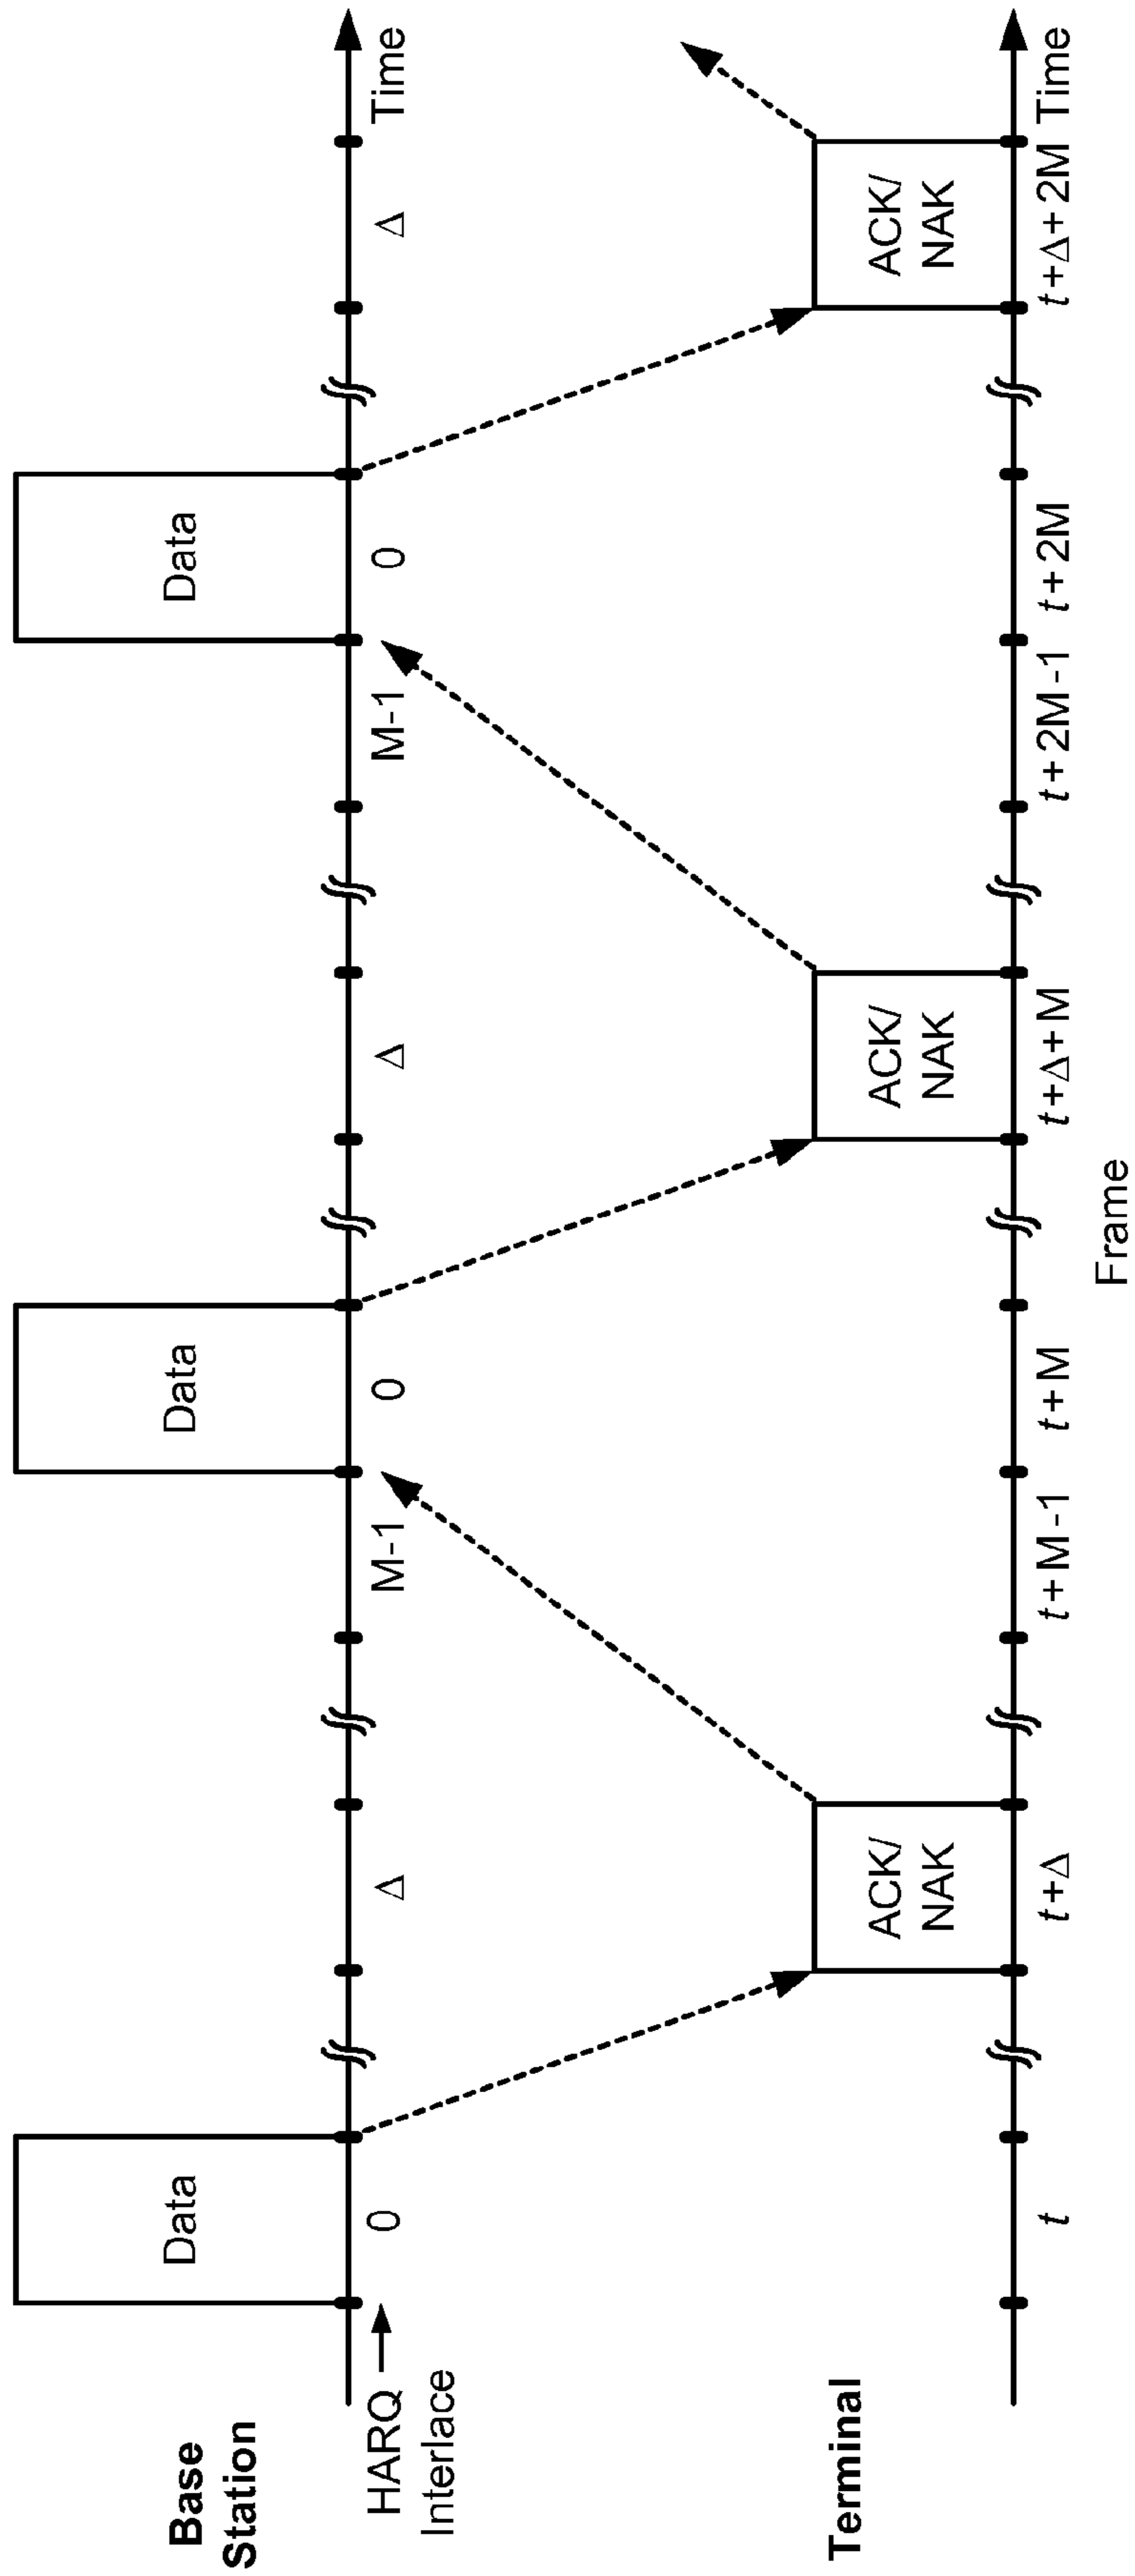 Base
Station
Data
Data
Data
HARQ
Interlace
0
Δ
M-1
0
Δ
M-1
0
Δ
Time
Terminal
ACK/
NAK
ACK/
NAK
ACK/
NAK
t
t+Δ
t+M-1
t+M
t+Δ+M
t+2M-1
t+2M
t+Δ+2M
Time
Frame